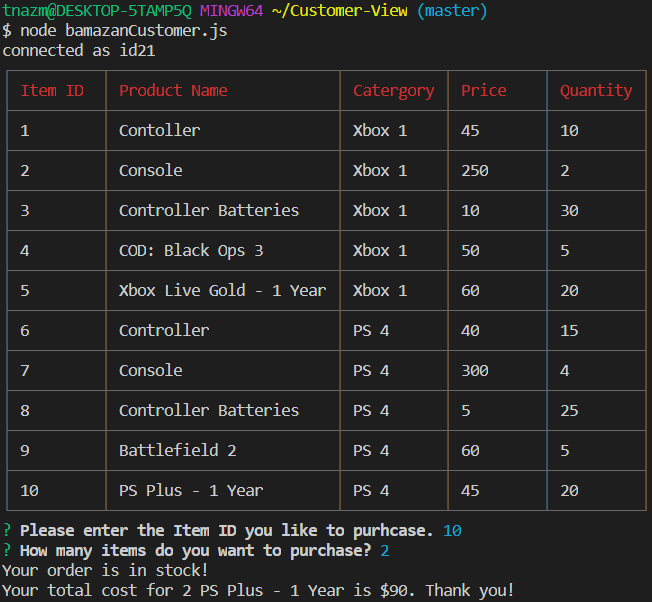 tnazm@DESKTOP-5TAMP5Q MINGW64 ~/Customer-View (master)
$ node bamazanCustomer.js
connected as id21
Item ID Product Name Catergory Price Quantity
1 Contoller Xbox 1 45 10
2 Console Xbox 1 250 2
3 Controller Batteries Xbox 1 10 30
4 COD: Black Ops 3 Xbox 1 50 5
5 Xbox Live Gold - 1 Year Xbox 1 60 20
6 Controller PS 4 40 15
7 Console PS 4 300 4
8 Controller Batteries PS 4 5 25
9 Battlefield 2 PS 4 60 5
10 PS Plus - 1 Year PS 4 45 20
? Please enter the Item ID you like to purhcase. 10
? How many items do you want to purchase? 2
Your order is in stock!
Your total cost for 2 PS Plus - 1 Year is $90. Thank you!